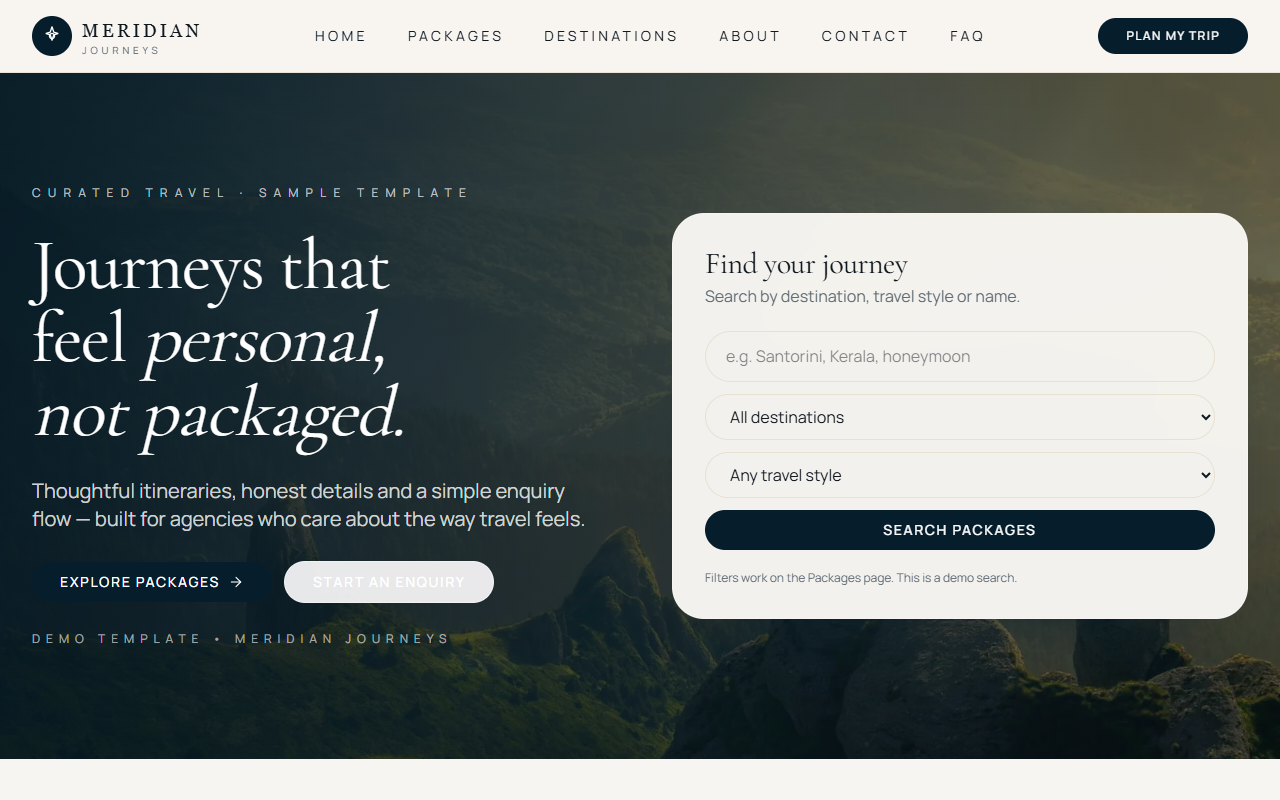 MERIDIAN
JOURNEYS
HOME PACKAGES DESTINATIONS ABOUT CONTACT FAQ
PLAN MY TRIP
CURATED TRAVEL · SAMPLE TEMPLATE
Journeys that
feel personal,
not packaged.
Thoughtful itineraries, honest details and a simple enquiry
flow — built for agencies who care about the way travel feels.
EXPLORE PACKAGES →
START AN ENQUIRY
DEMO TEMPLATE • MERIDIAN JOURNEYS
Find your journey
Search by destination, travel style or name.
e.g. Santorini, Kerala, honeymoon
All destinations
Any travel style
SEARCH PACKAGES
Filters work on the Packages page. This is a demo search.